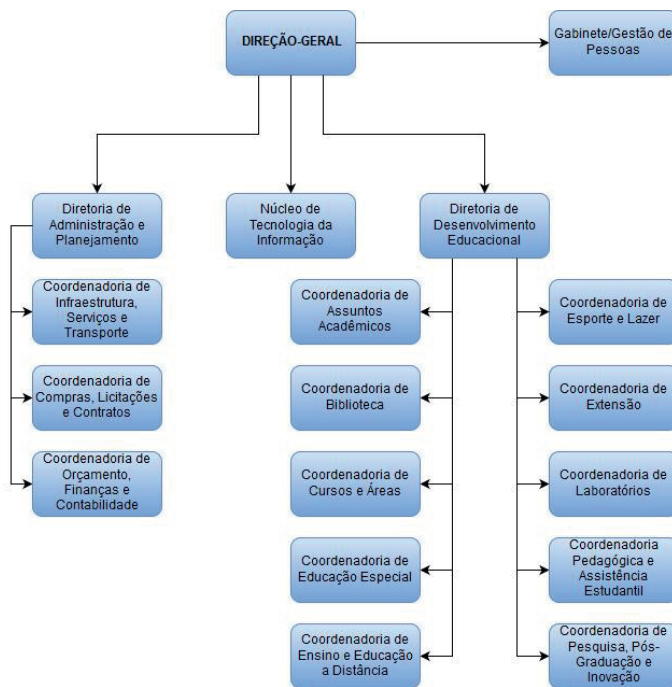 DIREÇÃO-GERAL
Gabinete/Gestão de
Pessoas
Diretoria de
Administração e
Planejamento
Núcleo de
Tecnologia da
Informação
Diretria de
Desenvolvimento
Educacional
Coordenadoria de
Infraestrutura,
Serviços e
Transporte
Coordenadoria de
Compras, Licitações
e Contratos
Coordenadoria de
Orçamento,
Finanças e
Contabilidade
Coordenadoria de
Assuntos
Acadêmicos
Coordenadoria de
Biblioteca
Coordenadoria de
Cursos e Áreas
Coordenadoria de
Educação Especial
Coordenadoria de
Ensino e Educação
a Distância
Coordenadoria de
Esporte e Lazer
Coordenadoria de
Extensão
Coordenadoria de
Laboratórios
Coordenadoria
Pedagógica e
Assistência
Estudantil
Coordenadoria de
Pesquisa, Pós-
Graduação e
Inovação